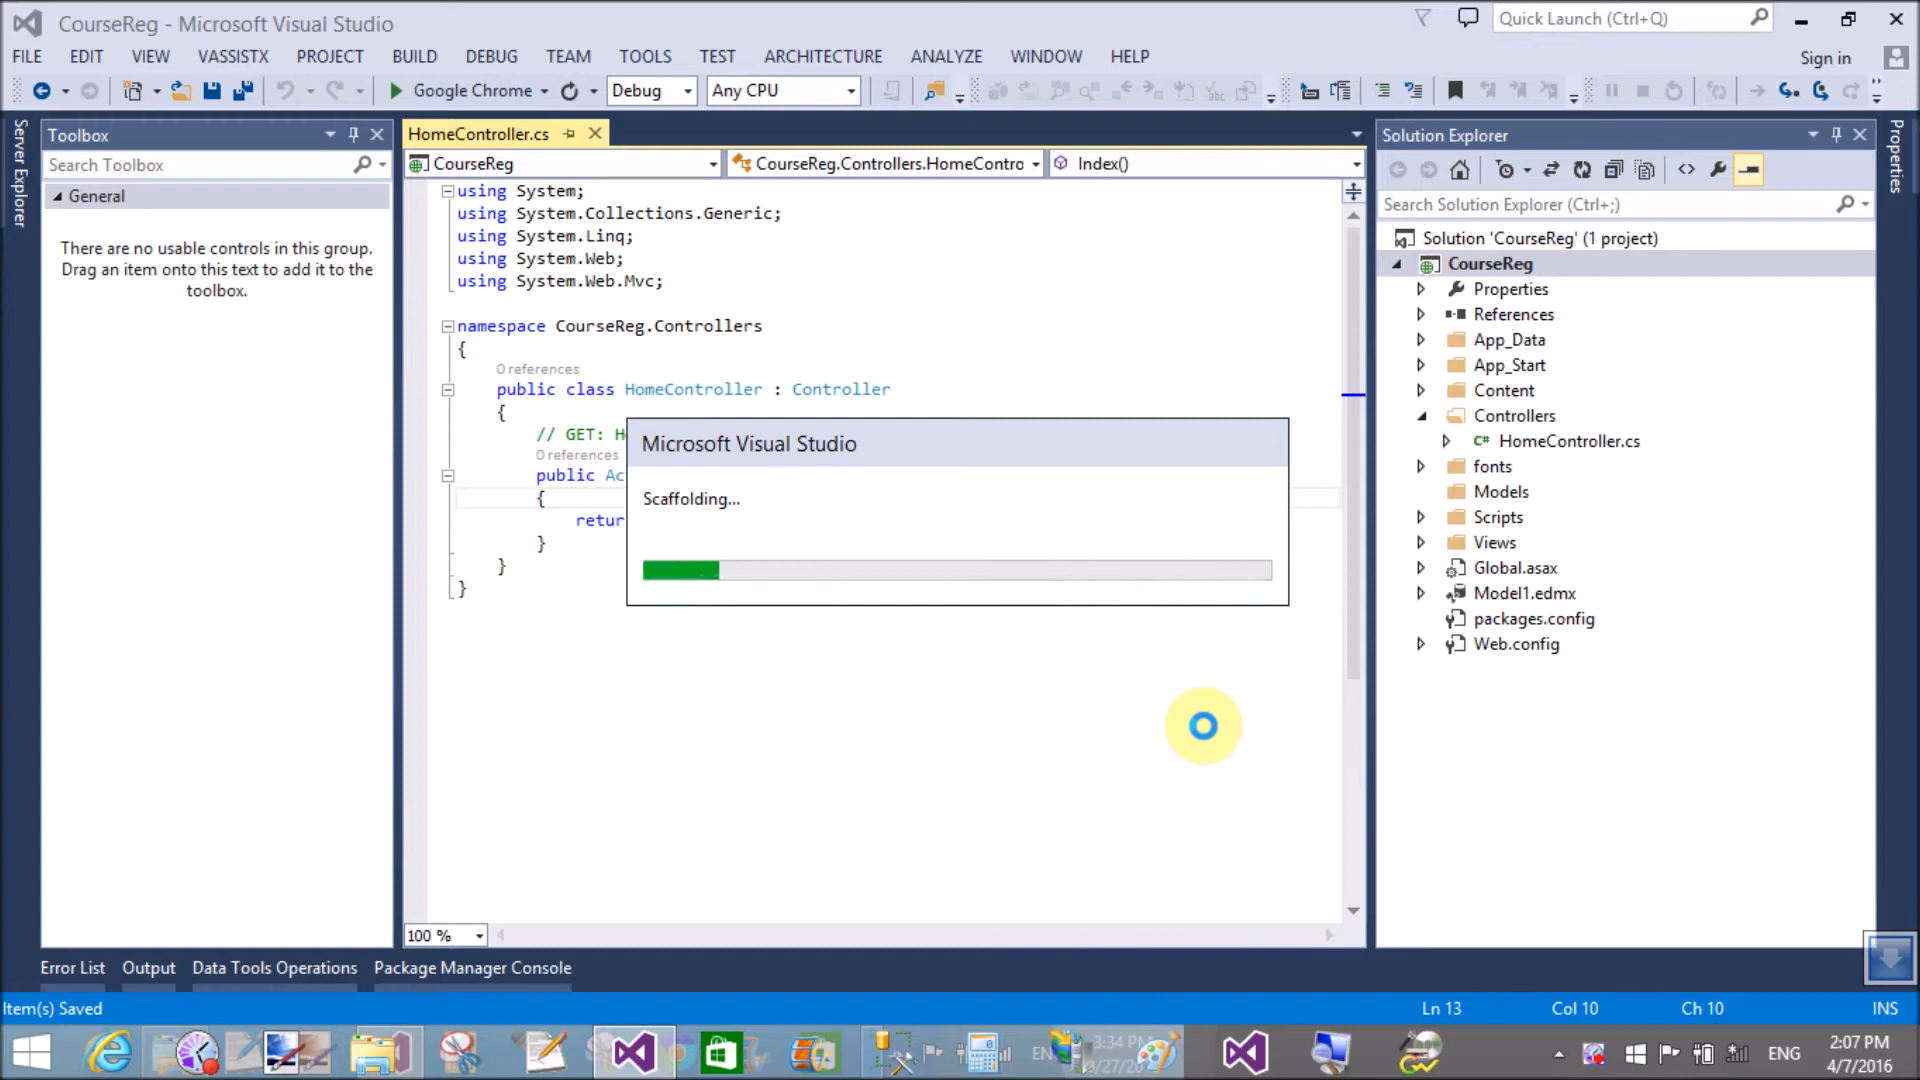 CourseReg - Microsoft Visual Studio
Quick Launch (Ctrl+Q)
FILE EDIT VIEW VASSISTX PROJECT BUILD DEBUG TEAM TOOLS TEST ARCHITECTURE ANALYZE WINDOW HELP
Sign in
Google Chrome Debug Any CPU
Server Explorer
Toolbox
Search Toolbox
General
There are no usable controls in this group.
Drag an item onto this text to add it to the
toolbox.
HomeController.cs
CourseReg CourseReg.Controllers.HomeContro Index()
using System;
using System.Collections.Generic;
using System.Linq;
using System.Web;
using System.Web.Mvc;
namespace CourseReg.Controllers
{
0 references
public class HomeController : Controller
{
// GET: H
0 references
public Ac
{
retur
}
}
}
Microsoft Visual Studio
Scaffolding...
100 %
Solution Explorer
Search Solution Explorer (Ctrl+;)
Solution 'CourseReg' (1 project)
CourseReg
Properties
References
App_Data
App_Start
Content
Controllers
C# HomeController.cs
fonts
Models
Scripts
Views
Global.asax
Model1.edmx
packages.config
Web.config
Properties
Error List Output Data Tools Operations Package Manager Console
Item(s) Saved
Ln 13 Col 10 Ch 10 INS
EN
3:34 PM
ENG
2:07 PM
4/7/2016